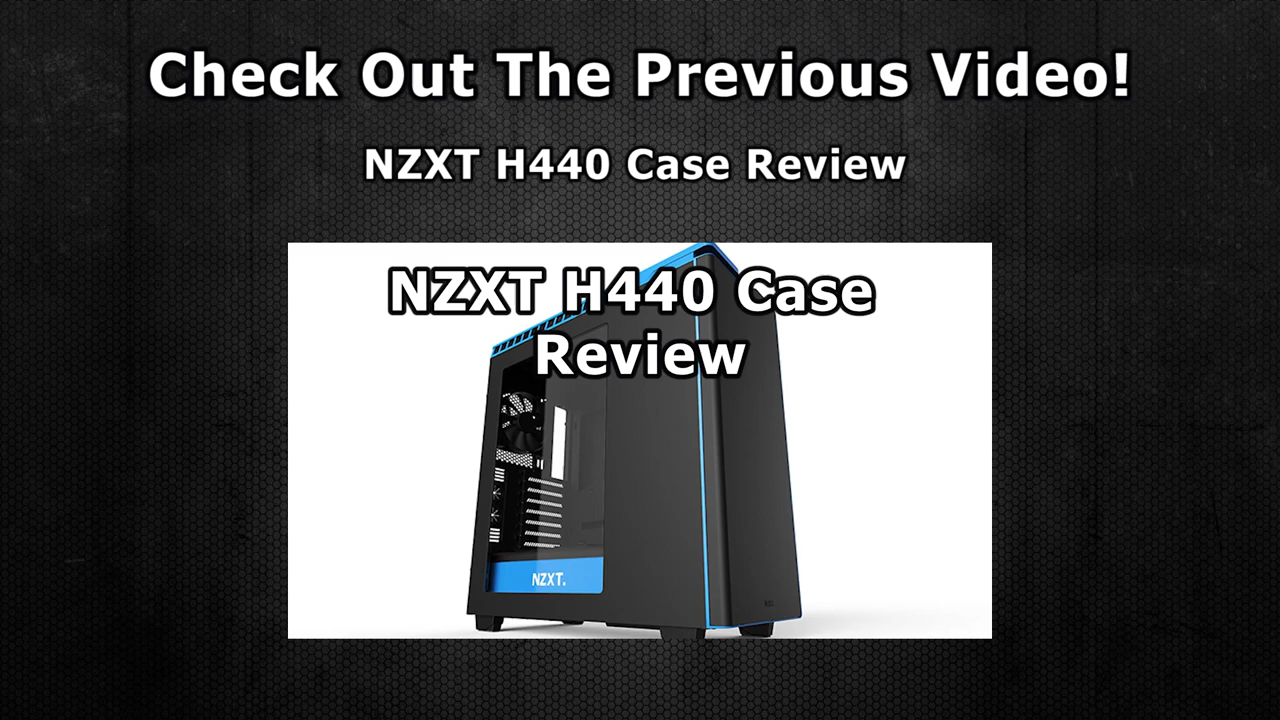 Check Out The Previous Video!
NZXT H440 Case Review
NZXT H440 Case
Review
NZXT.